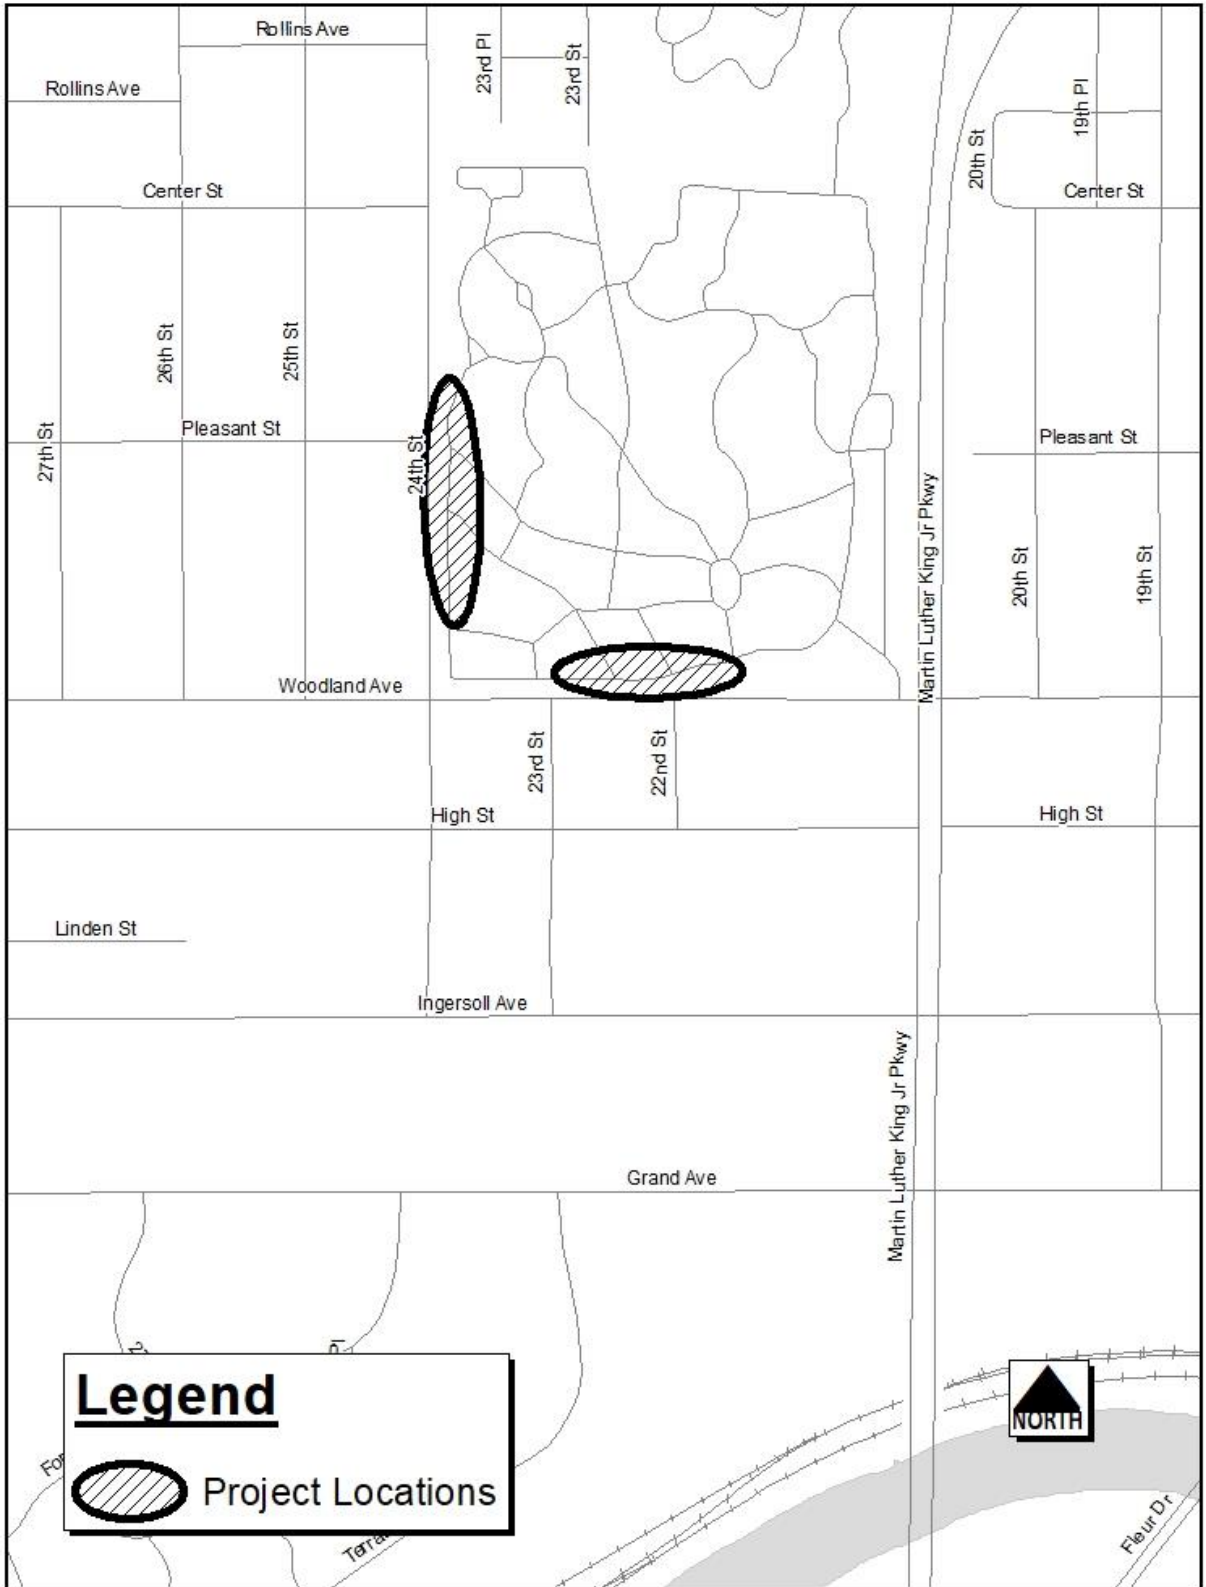 Rollins Ave
23rd Pl
23rd St
Rollins Ave
19th Pl
20th St
Center St
Center St
26th St
25th St
27th St
Pleasant St
24th St
Pleasant St
Martin Luther King Jr Pkwy
20th St
19th St
Woodland Ave
23rd St
22nd St
High St
High St
Linden St
Ingersoll Ave
Martin Luther King Jr Pkwy
Grand Ave
Legend
Project Locations
NORTH
Fleur Dr